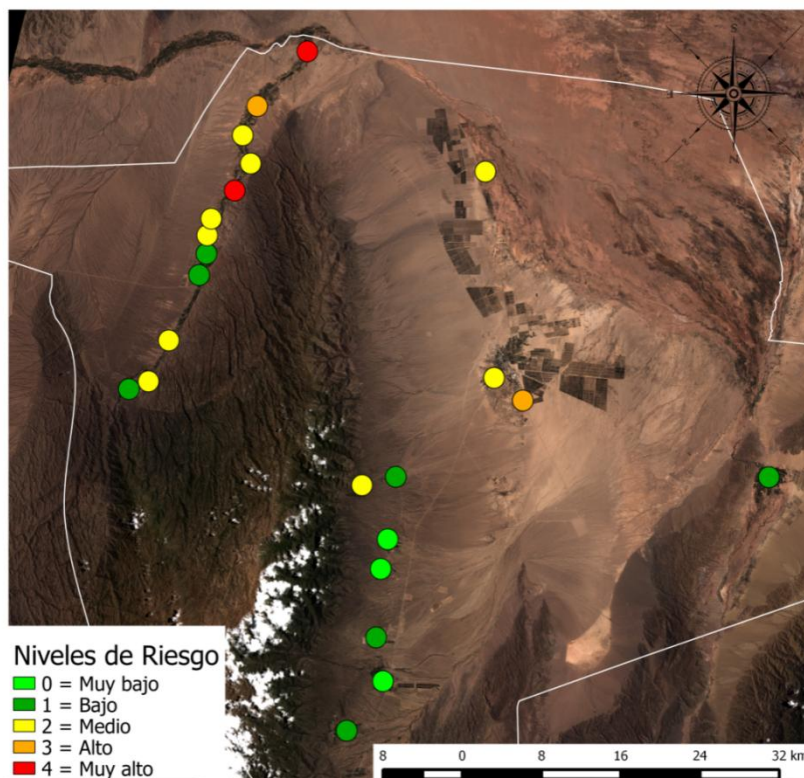 S
E
N
Niveles de Riesgo
0 = Muy bajo
1 = Bajo
2 = Medio
3 = Alto
4 = Muy alto
8 0 8 16 24 32 km